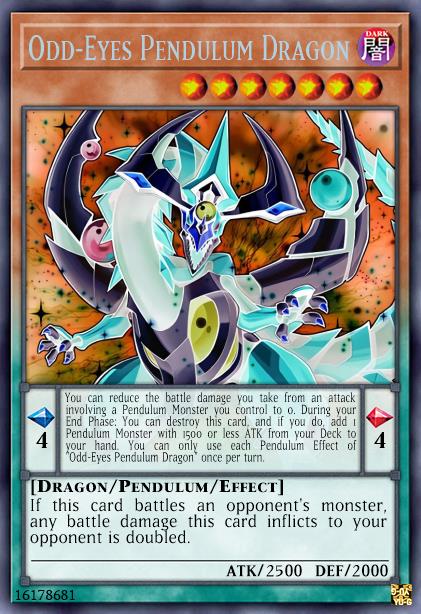 Odd-Eyes Pendulum Dragon
DARK
闇
You can reduce the battle damage you take from an attack
involving a Pendulum Monster you control to 0. During your
End Phase: You can destroy this card, and if you do, add 1
Pendulum Monster with 1500 or less ATK from your Deck to
your hand. You can only use each Pendulum Effect of
"Odd-Eyes Pendulum Dragon" once per turn.
4
4
[Dragon/Pendulum/Effect]
If this card battles an opponent's monster,
any battle damage this card inflicts to your
opponent is doubled.
ATK/2500 DEF/2000
16178681